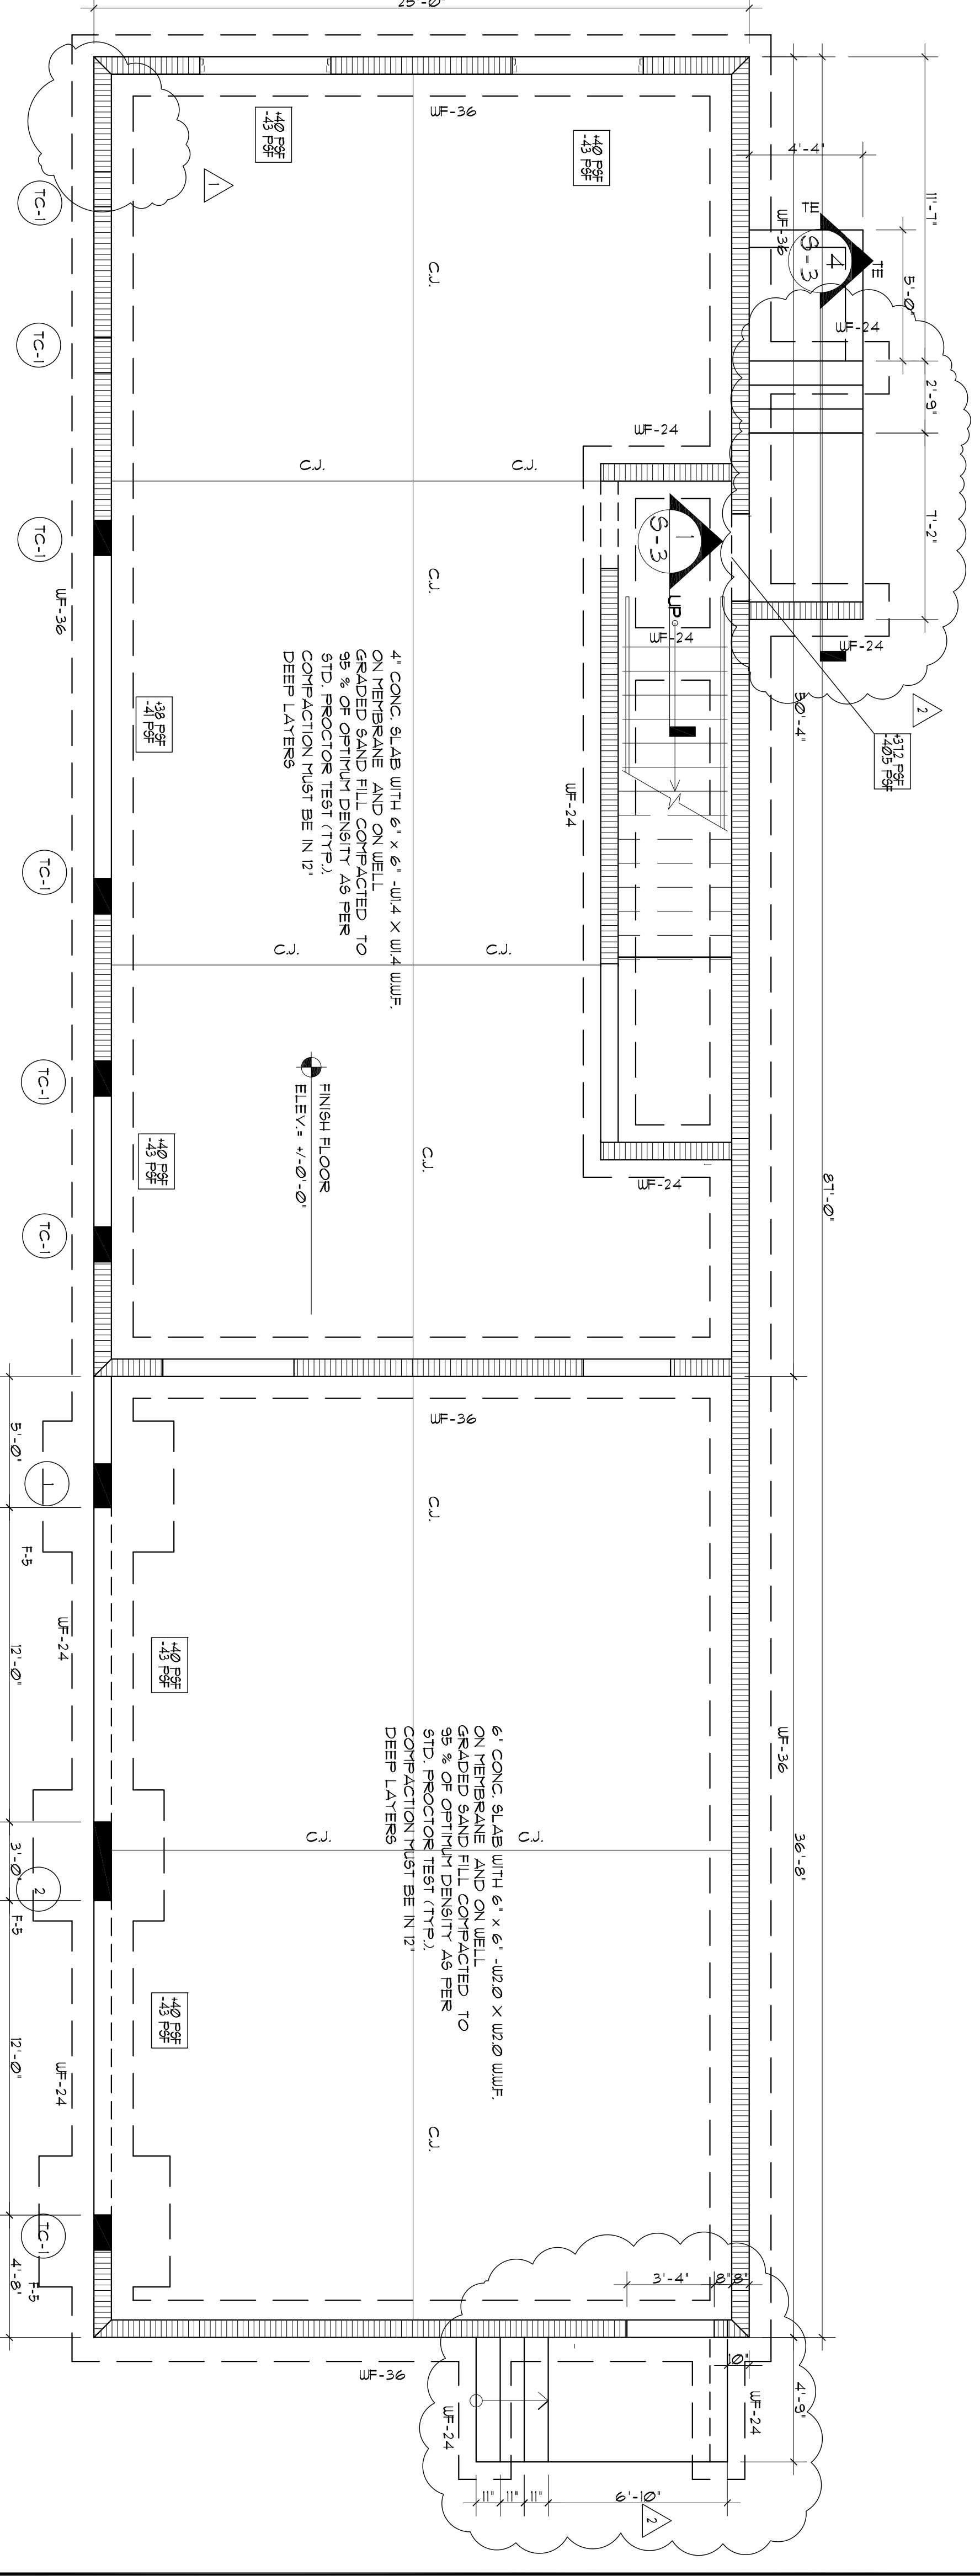 25'-0"
WF-36
+40 PSF
-43 PSF
+40 PSF
-43 PSF
1
TC-1
4'-4"
11'-7"
WF-36
TE
4
S-3
TE
5'-0"
C.J.
WF-24
TC-1
2'-9"
WF-24
C.J.
C.J.
7'-2"
TC-1
1
S-3
C.J.
WF-36
UP
WF-24
WF-24
50'-4"
2
+37.2 PSF
-40.5 PSF
+38 PSF
-41 PSF
4" CONC. SLAB WITH 6" x 6" -W1.4 X W1.4 W.W.F.
ON MEMBRANE AND ON WELL
GRADED SAND FILL COMPACTED TO
95 % OF OPTIMUM DENSITY AS PER
STD. PROCTOR TEST (TYP.).
COMPACTION MUST BE IN 12"
DEEP LAYERS
WF-24
TC-1
C.J.
C.J.
TC-1
FINISH FLOOR
ELEV.= +/-0'-0"
+40 PSF
-43 PSF
C.J.
WF-24
87'-0"
TC-1
WF-36
5'-0"
1
C.J.
F-5
WF-24
12'-0"
+40 PSF
-43 PSF
WF-36
6" CONC. SLAB WITH 6" x 6" -W2.0 X W2.0 W.W.F.
ON MEMBRANE AND ON WELL
GRADED SAND FILL COMPACTED TO
95 % OF OPTIMUM DENSITY AS PER
STD. PROCTOR TEST (TYP.).
COMPACTION MUST BE IN 12"
DEEP LAYERS
C.J.
C.J.
36'-8"
3'-0"
2
F-5
+40 PSF
-43 PSF
12'-0"
WF-24
C.J.
TC-1
4'-8"
F-5
3'-4"
8"
8"
10"
WF-36
WF-24
WF-24
4'-9"
11"
11"
11"
6'-10"
2